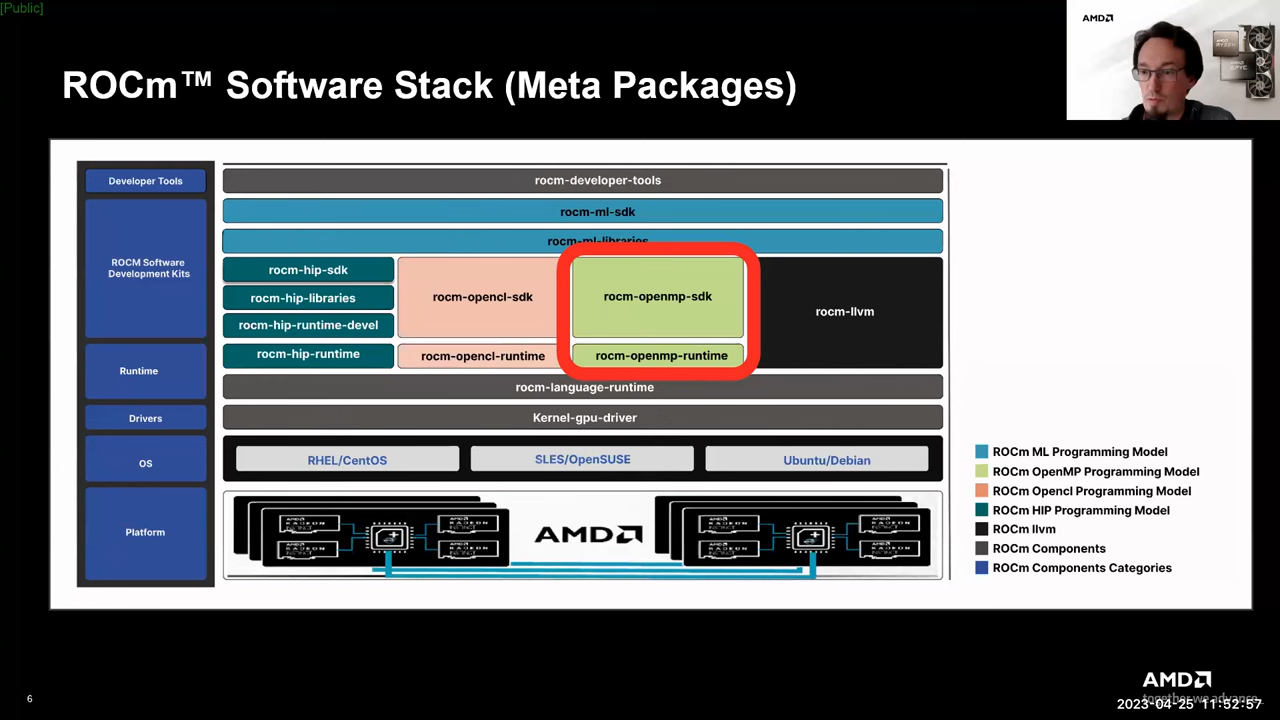 [Public]
AMD
ROCm™ Software Stack (Meta Packages)
Developer Tools
rocm-developer-tools
ROCM Software
Development Kits
rocm-ml-sdk
rocm-ml-libraries
rocm-hip-sdk
rocm-hip-libraries
rocm-hip-runtime-devel
rocm-opencl-sdk
rocm-openmp-sdk
rocm-llvm
Runtime
rocm-hip-runtime
rocm-opencl-runtime
rocm-openmp-runtime
rocm-language-runtime
Drivers
Kernel-gpu-driver
OS
RHEL/CentOS
SLES/OpenSUSE
Ubuntu/Debian
Platform
AMD
ROCm ML Programming Model
ROCm OpenMP Programming Model
ROCm Opencl Programming Model
ROCm HIP Programming Model
ROCm llvm
ROCm Components
ROCm Components Categories
6
AMD
together we advance_
2023-04-25 11:52:57